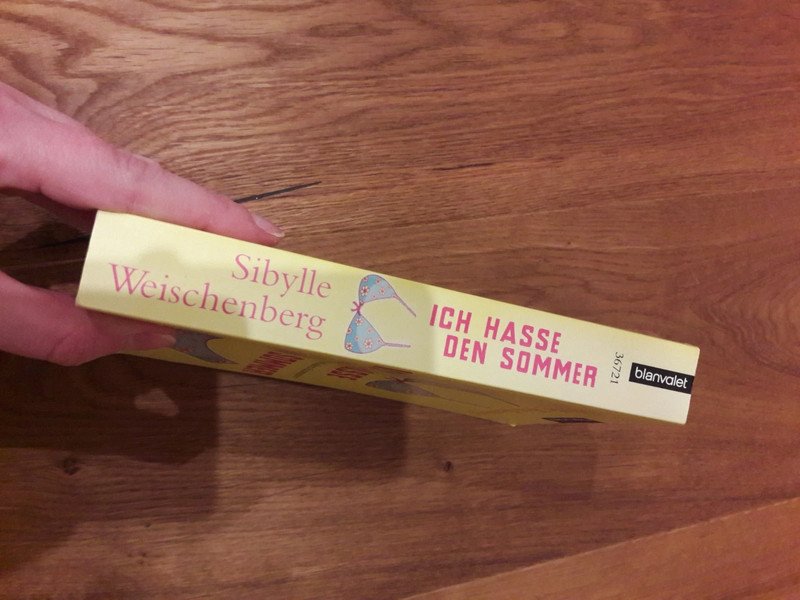 Sibylle
Weischenberg
ICH HASSE
DEN SOMMER
36721
blanvalet